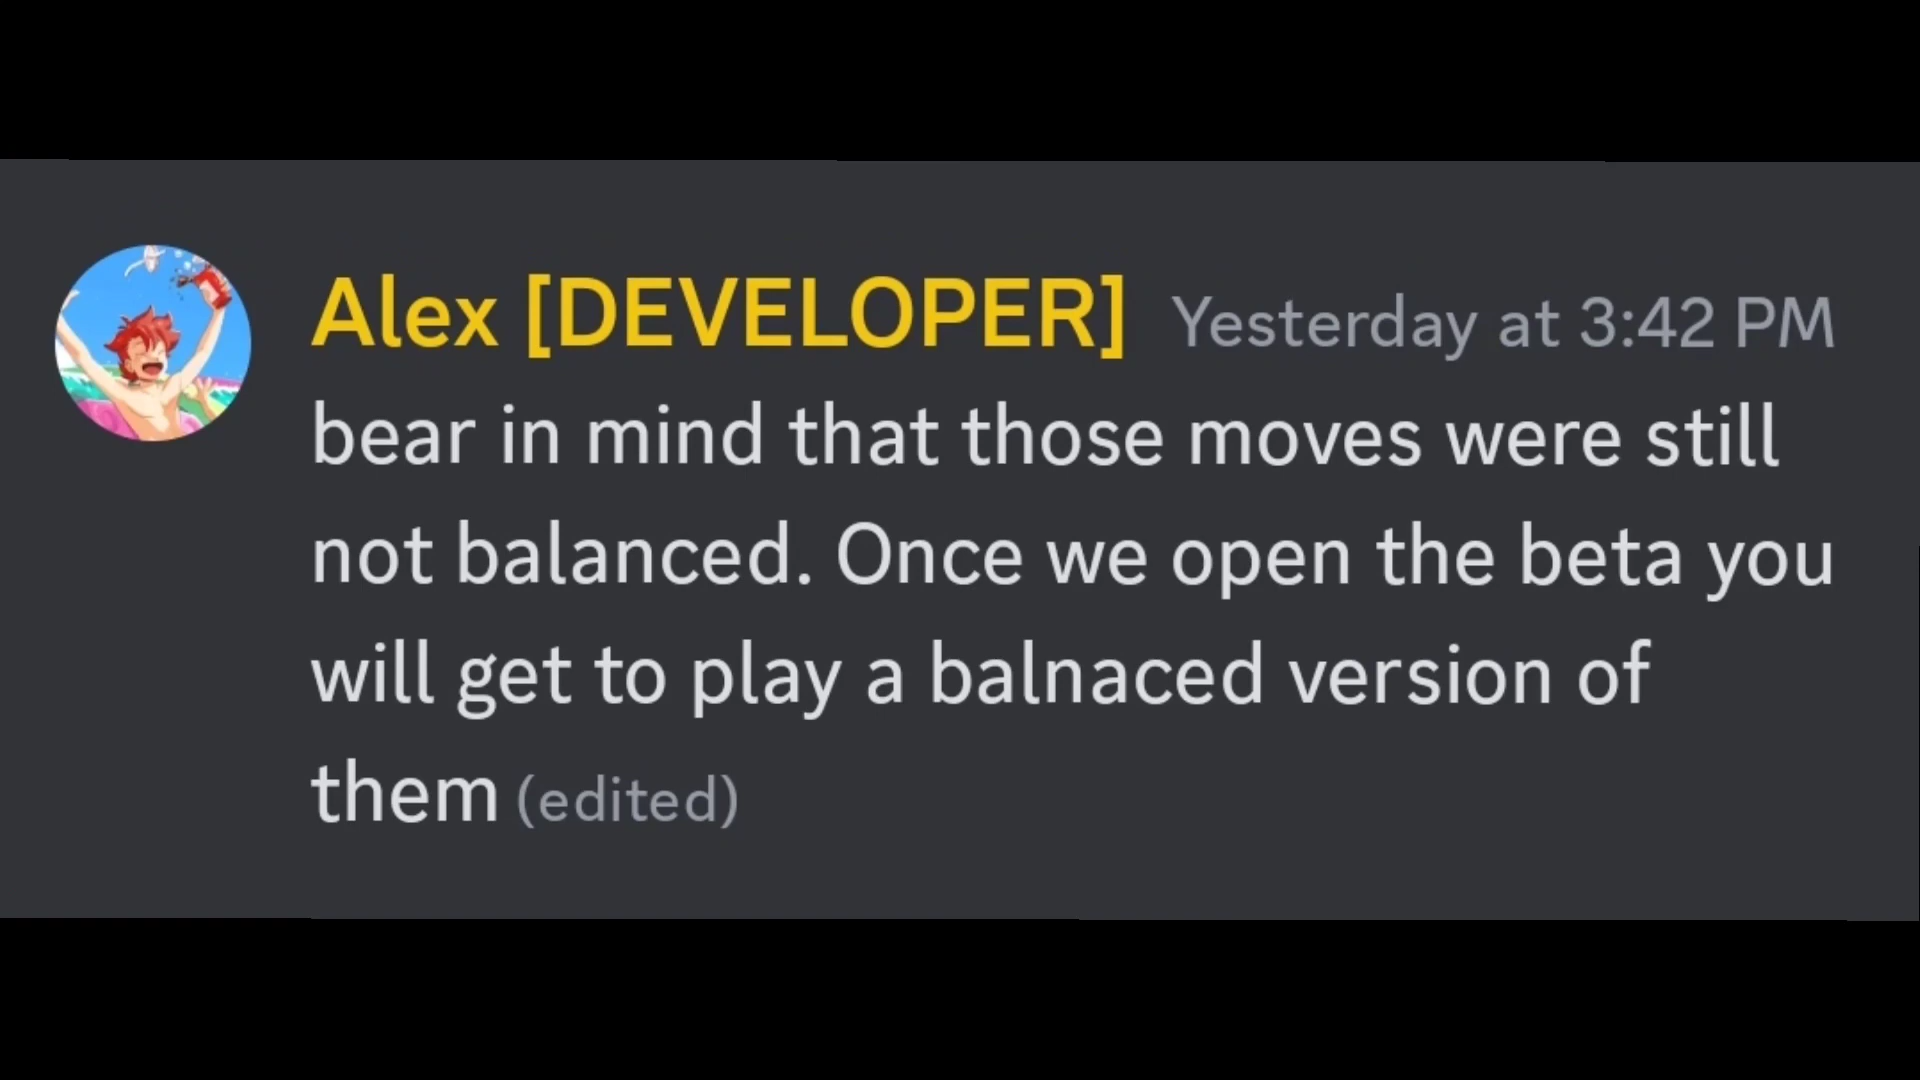 Alex [DEVELOPER] Yesterday at 3:42 PM
bear in mind that those moves were still
not balanced. Once we open the beta you
will get to play a balnaced version of
them (edited)